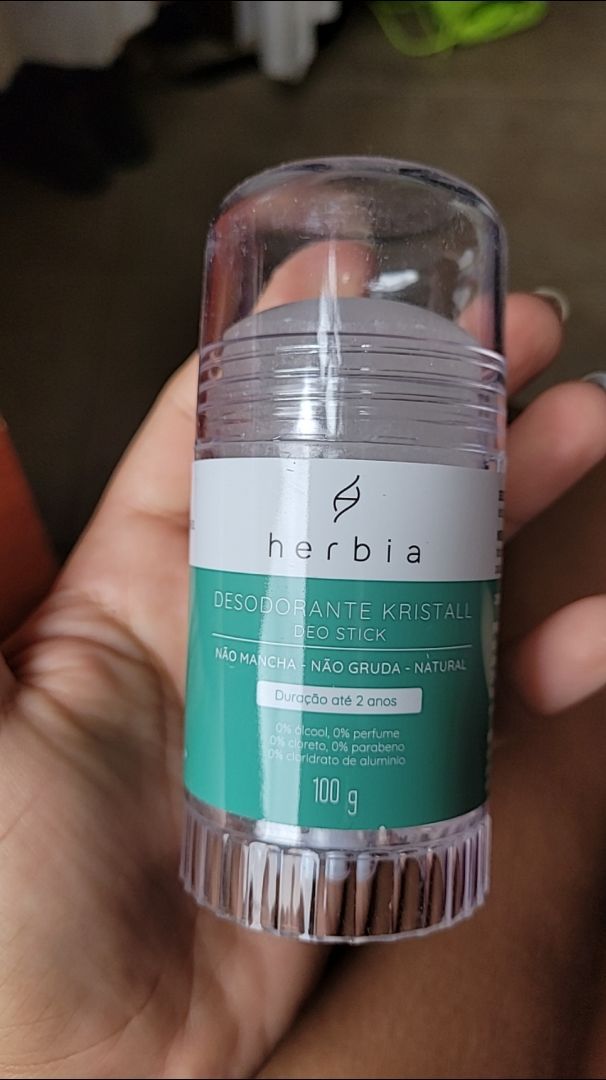 herbia
DESODORANTE KRISTALL
DEO STICK
NÃO MANCHA - NÃO GRUDA - NATURAL
Duração até 2 anos
0% álcool, 0% perfume
0% cloreto, 0% parabeno
0% cloridrato de alumínio
100 g